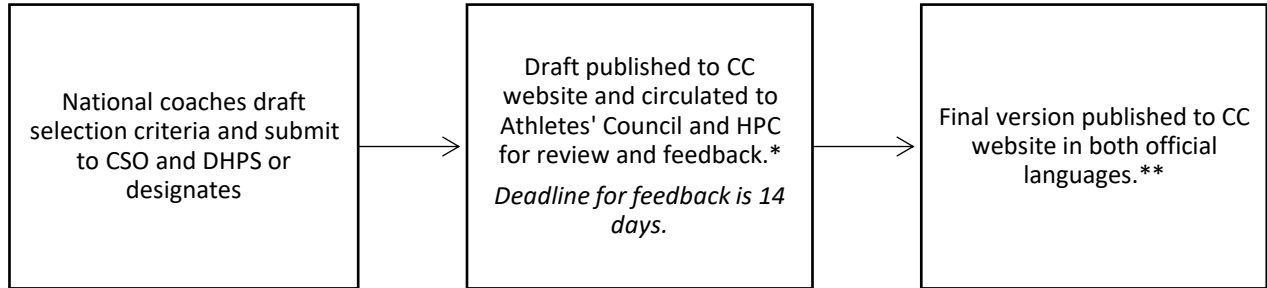 National coaches draft
selection criteria and submit
to CSO and DHPS or
designates
Draft published to CC
website and circulated to
Athletes' Council and HPC
for review and feedback.*
Deadline for feedback is 14
days.
Final version published to CC
website in both official
languages.**